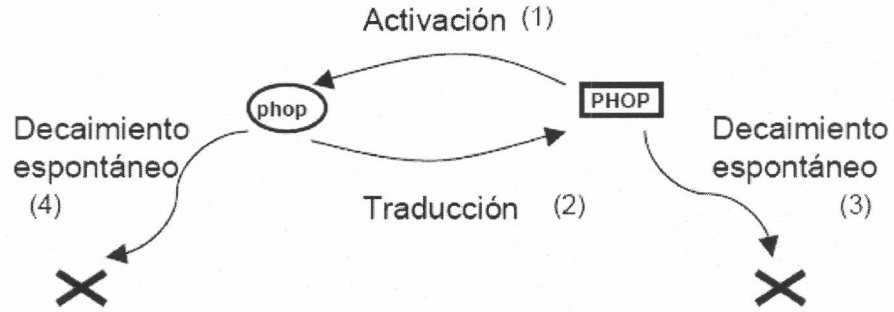 Activación (1)
phop
PHOP
Decaimiento
espontáneo
(4)
Decaimiento
espontáneo
(3)
Traducción (2)